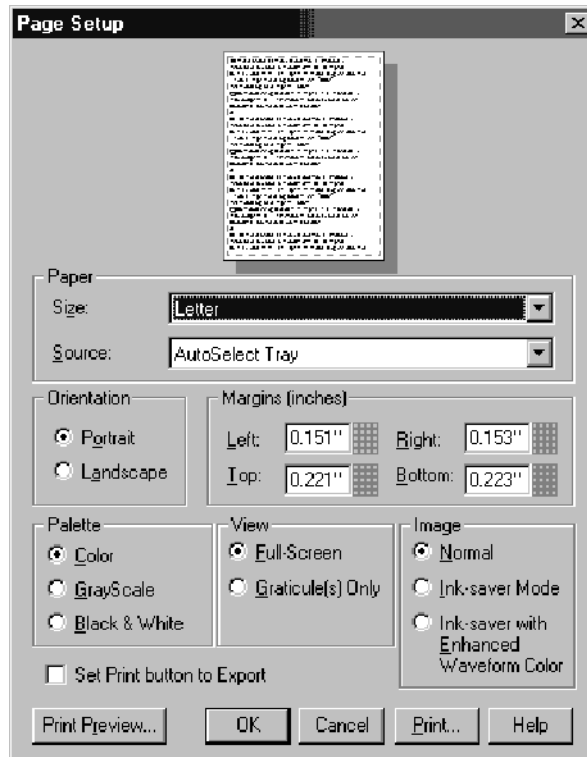 Page Setup
Paper
Size: Letter
Source: AutoSelect Tray
Orientation
Portrait
Landscape
Margins (inches)
Left: 0.151" Right: 0.153"
Top: 0.221" Bottom: 0.223"
Palette
Color
GrayScale
Black & White
View
Full-Screen
Graticule(s) Only
Image
Normal
Ink-saver Mode
Ink-saver with
Enhanced
Waveform Color
Set Print button to Export
Print Preview... OK Cancel Print... Help